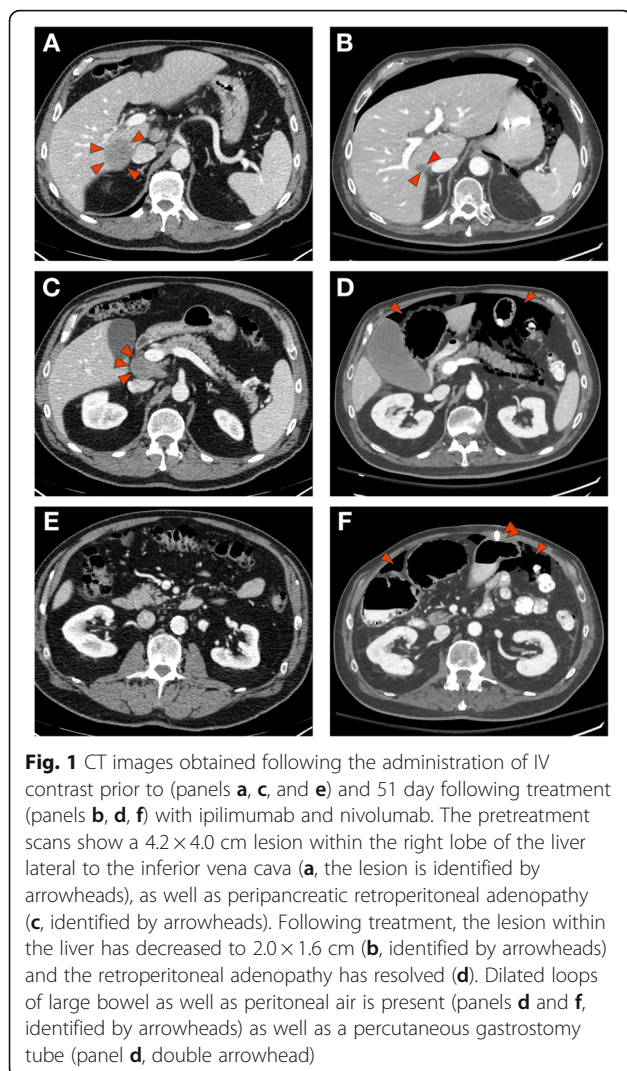 A
B
C
D
E
F
Fig. 1 CT images obtained following the administration of IV
contrast prior to (panels a, c, and e) and 51 day following treatment
(panels b, d, f) with ipilimumab and nivolumab. The pretreatment
scans show a 4.2 × 4.0 cm lesion within the right lobe of the liver
lateral to the inferior vena cava (a, the lesion is identified by
arrowheads), as well as peripancreatic retroperitoneal adenopathy
(c, identified by arrowheads). Following treatment, the lesion within
the liver has decreased to 2.0 × 1.6 cm (b, identified by arrowheads)
and the retroperitoneal adenopathy has resolved (d). Dilated loops
of large bowel as well as peritoneal air is present (panels d and f,
identified by arrowheads) as well as a percutaneous gastrostomy
tube (panel d, double arrowhead)